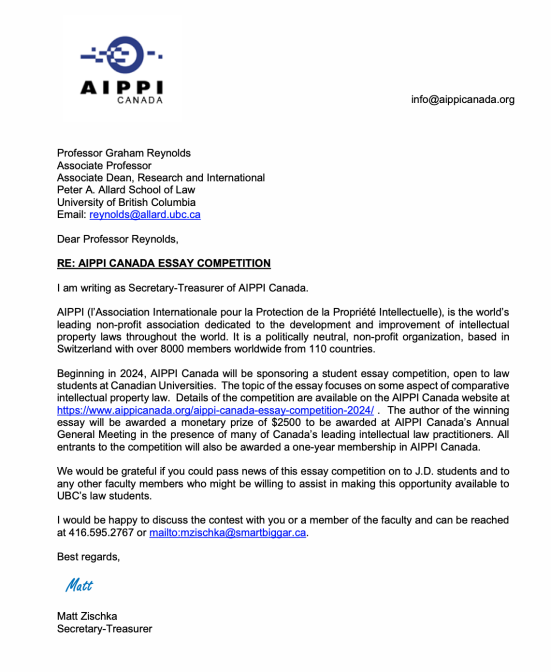 AIPPI
CANADA
info@aippicanada.org
Professor Graham Reynolds
Associate Professor
Associate Dean, Research and International
Peter A. Allard School of Law
University of British Columbia
Email: reynolds@allard.ubc.ca
Dear Professor Reynolds,
RE: AIPPI CANADA ESSAY COMPETITION
I am writing as Secretary-Treasurer of AIPPI Canada.
AIPPI (l'Association Internationale pour la Protection de la Propriété Intellectuelle), is the world's
leading non-profit association dedicated to the development and improvement of intellectual
property laws throughout the world. It is a politically neutral, non-profit organization, based in
Switzerland with over 8000 members worldwide from 110 countries.
Beginning in 2024, AIPPI Canada will be sponsoring a student essay competition, open to law
students at Canadian Universities. The topic of the essay focuses on some aspect of comparative
intellectual property law. Details of the competition are available on the AIPPI Canada website at
https://www.aippicanada.org/aippi-canada-essay-competition-2024/ . The author of the winning
essay will be awarded a monetary prize of $2500 to be awarded at AIPPI Canada's Annual
General Meeting in the presence of many of Canada's leading intellectual law practitioners. All
entrants to the competition will also be awarded a one-year membership in AIPPI Canada.
We would be grateful if you could pass news of this essay competition on to J.D. students and to
any other faculty members who might be willing to assist in making this opportunity available to
UBC's law students.
I would be happy to discuss the contest with you or a member of the faculty and can be reached
at 416.595.2767 or mailto:mzischka@smartbiggar.ca.
Best regards,
Matt
Matt Zischka
Secretary-Treasurer